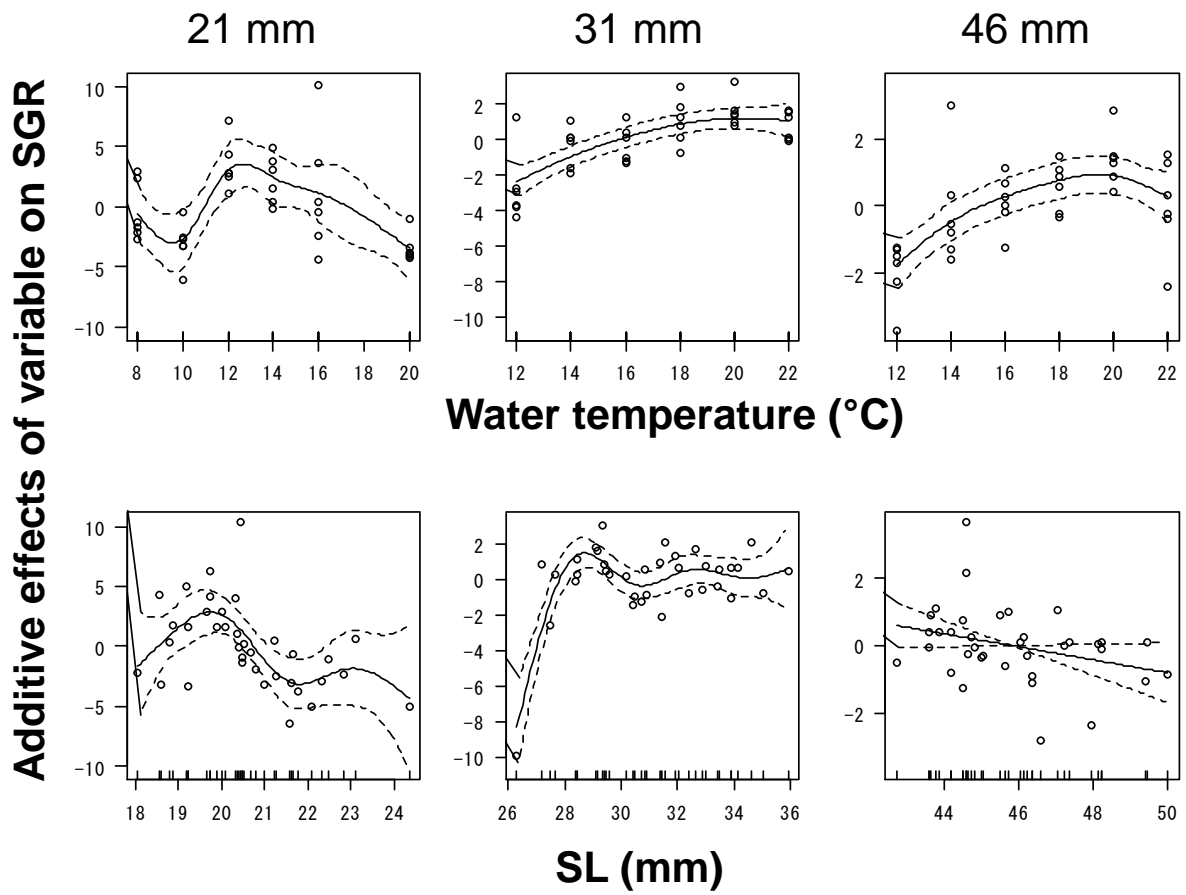 21 mm 31 mm 46 mm
Additive effects of variable on SGR
10 5 0 −5 −10
2 0 −2 −4 −6 −8 −10
2 0 −2
8 10 12 14 16 18 20
12 14 16 18 20 22
12 14 16 18 20 22
Water temperature (°C)
10 5 0 −5 −10
2 0 −2 −4 −6 −8 −10
2 0 −2
18 19 20 21 22 23 24
26 28 30 32 34 36
44 46 48 50
SL (mm)